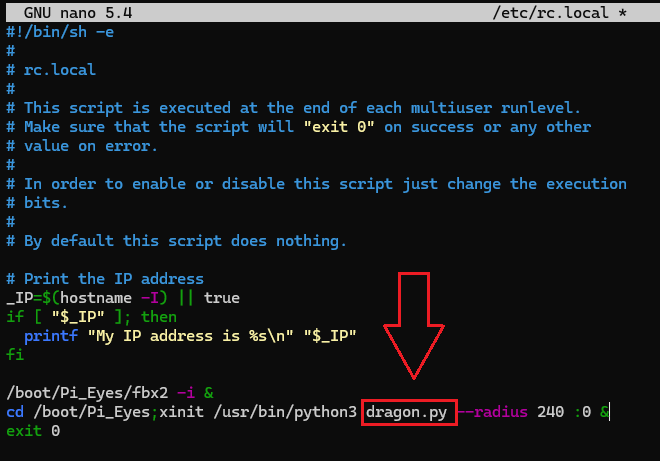 GNU nano 5.4 /etc/rc.local *
#!/bin/sh -e
#
# rc.local
#
# This script is executed at the end of each multiuser runlevel.
# Make sure that the script will "exit 0" on success or any other
# value on error.
#
# In order to enable or disable this script just change the execution
# bits.
#
# By default this script does nothing.

# Print the IP address
_IP=$(hostname -I) || true
if [ "$_IP" ]; then
  printf "My IP address is %s\n" "$_IP"
fi

/boot/Pi_Eyes/fbx2 -i &
cd /boot/Pi_Eyes;xinit /usr/bin/python3 dragon.py --radius 240 :0 &
exit 0